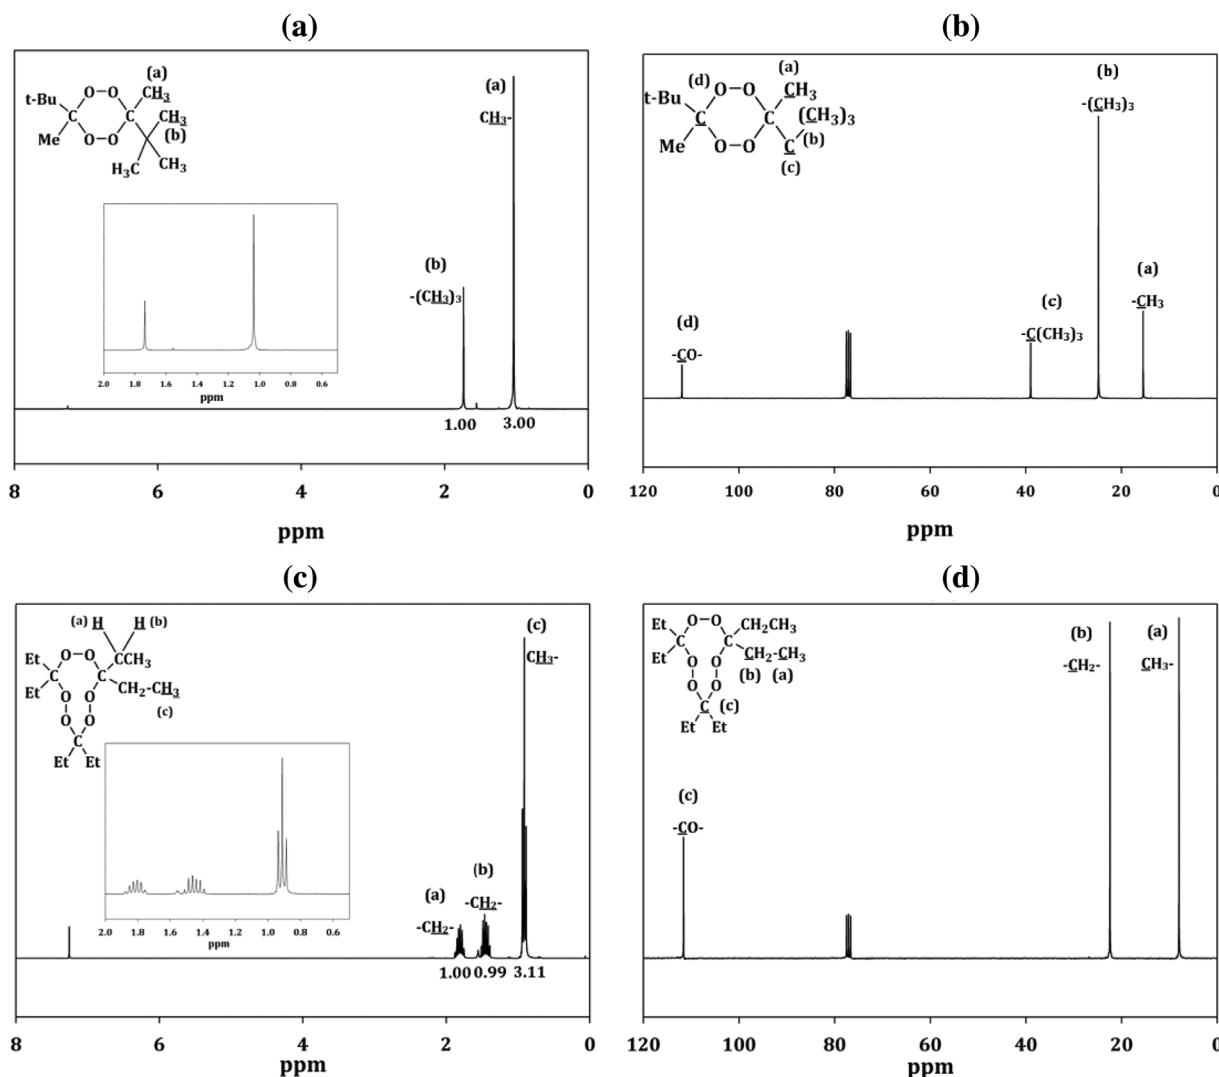 (a)
(a)
t-Bu
O–O
CH3
C
C
CH3
Me
O–O
(b)
H3C
CH3
(a)
CH3-
(b)
-(CH3)3
2.0 1.8 1.6 1.4 1.2 1.0 0.8 0.6
ppm
1.00 3.00
8 6 4 2 0
ppm
(b)
(a)
(d)
CH3
t-Bu
O–O
C
C
(CH3)3
Me
O–O
C
(b)
(c)
(b)
-(CH3)3
(a)
-CH3
(c)
-C(CH3)3
(d)
-CO-
120 100 80 60 40 20 0
ppm
(c)
(a) H H (b)
Et
O–O
CH3
Et
C
C
CH2-CH3
O
O
O
O
(c)
C
Et Et
(c)
CH3-
(b)
-CH2-
(a)
-CH2-
2.0 1.8 1.6 1.4 1.2 1.0 0.8 0.6
ppm
1.00 0.99 3.11
8 6 4 2 0
ppm
(d)
Et
O–O
CH2CH3
C
C
Et
CH2-CH3
O
O
O
O
(b) (a)
C
(c)
Et Et
(b)
-CH2-
(a)
CH3-
(c)
-CO-
120 100 80 60 40 20 0
ppm